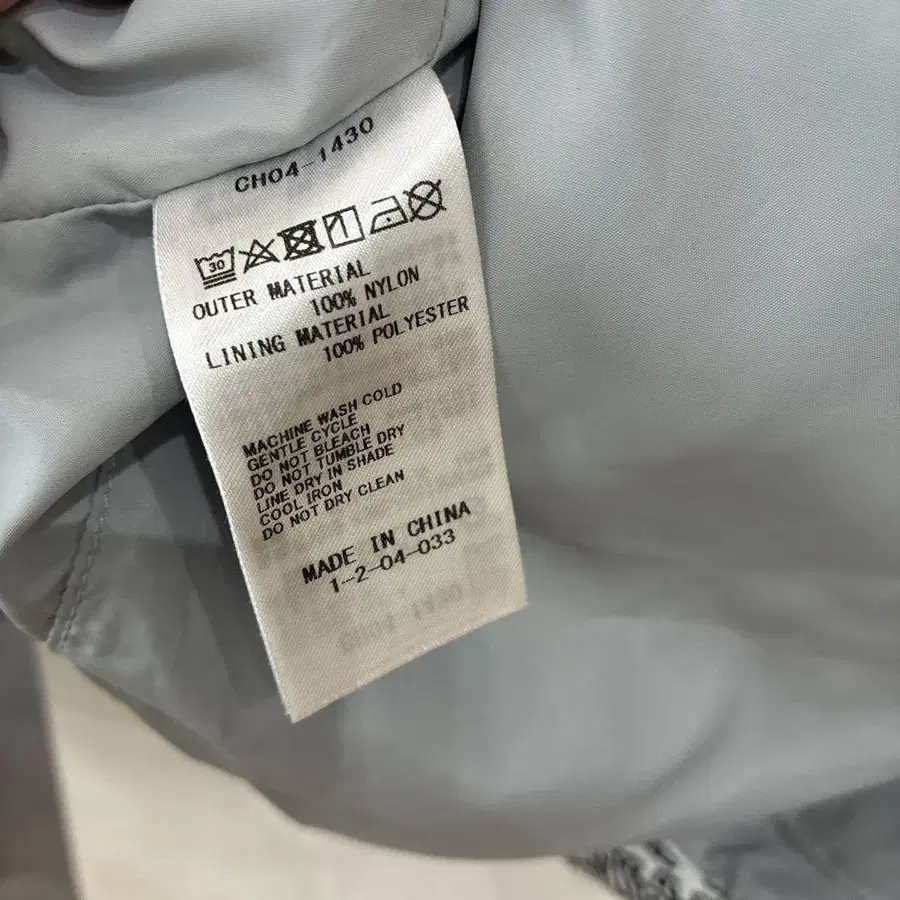 CH04-1430
30
OUTER MATERIAL
100% NYLON
LINING MATERIAL
100% POLYESTER
MACHINE WASH COLD
GENTLE CYCLE
DO NOT BLEACH
DO NOT TUMBLE DRY
LINE DRY IN SHADE
COOL IRON
DO NOT DRY CLEAN
MADE IN CHINA
1-2-04-033